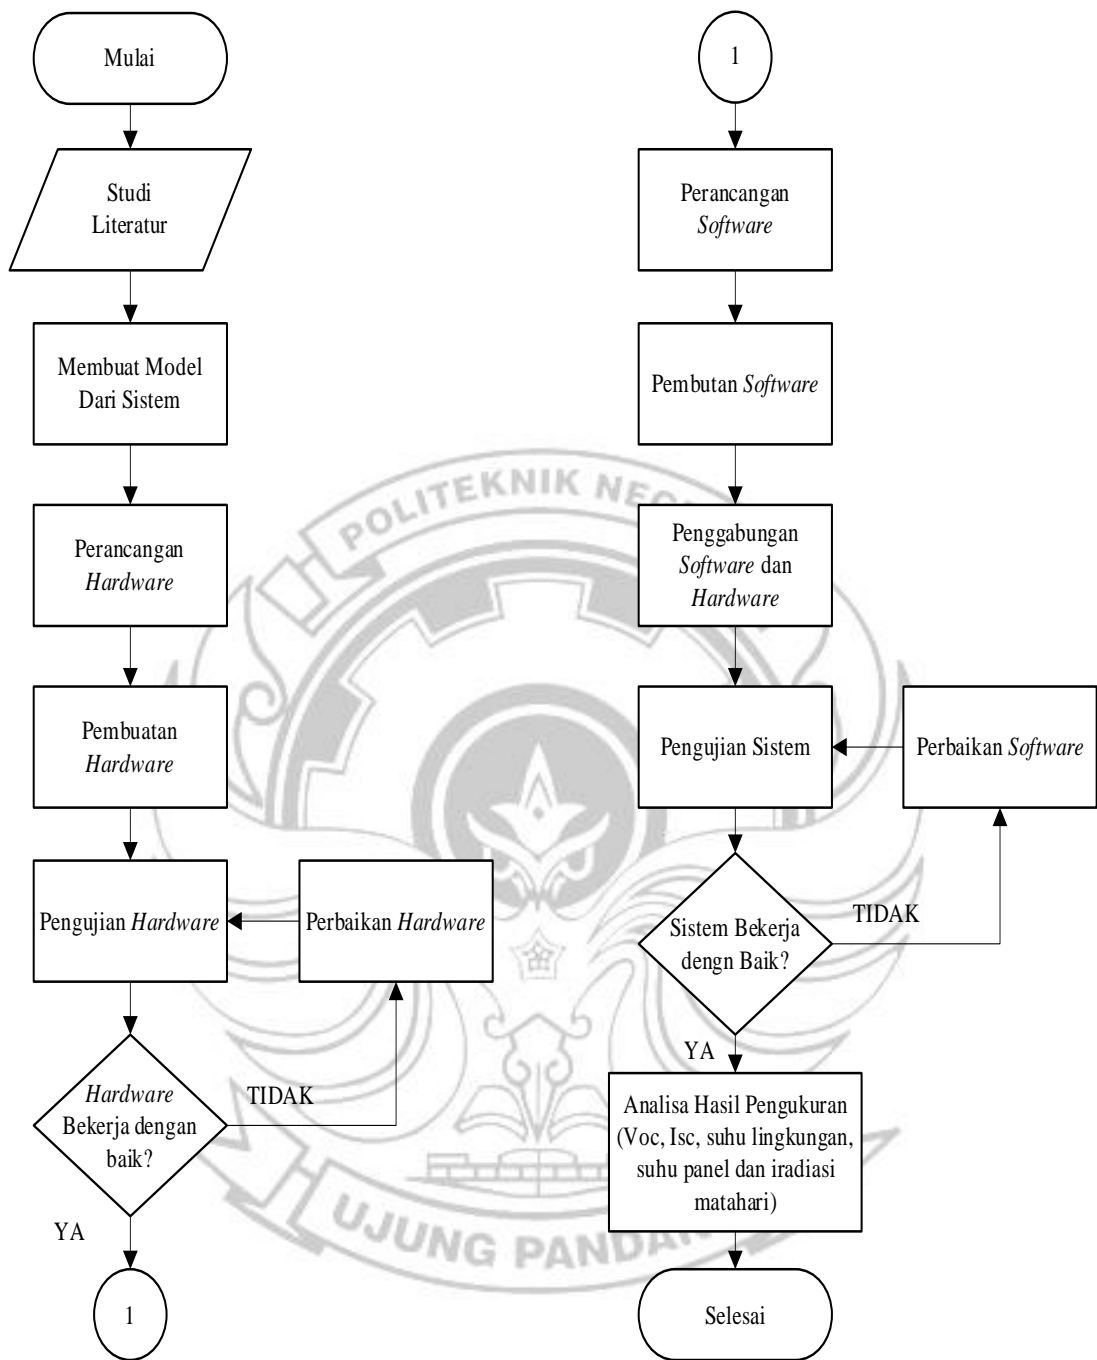 Mulai
Studi
Literatur
Membuat Model
Dari Sistem
Perancangan
Hardware
Pembuatan
Hardware
Pengujian Hardware
Perbaikan Hardware
Hardware
Bekerja dengan
baik?
TIDAK
YA
1
1
Perancangan
Software
Pembutan Software
Penggabungan
Software dan
Hardware
Pengujian Sistem
Perbaikan Software
Sistem Bekerja
dengn Baik?
TIDAK
YA
Analisa Hasil Pengukuran
(Voc, Isc, suhu lingkungan,
suhu panel dan iradiasi
matahari)
Selesai
POLITEKNIK
UJUNG